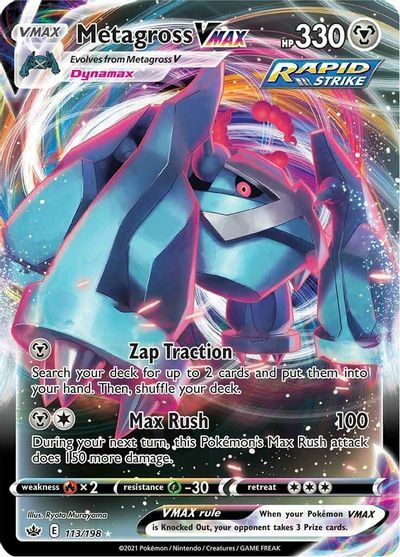 VMAX Metagross VMAX HP 330
Evolves from Metagross V
Dynamax
RAPID STRIKE
Zap Traction
Search your deck for up to 2 cards and put them into
your hand. Then, shuffle your deck.
Max Rush 100
During your next turn, this Pokémon's Max Rush attack
does 150 more damage.
weakness × 2 resistance -30 retreat
Illus. Ryota Murayama
VMAX rule When your Pokémon VMAX
is Knocked Out, your opponent takes 3 Prize cards.
E 113/198
©2021 Pokémon / Nintendo / Creatures / GAME FREAK